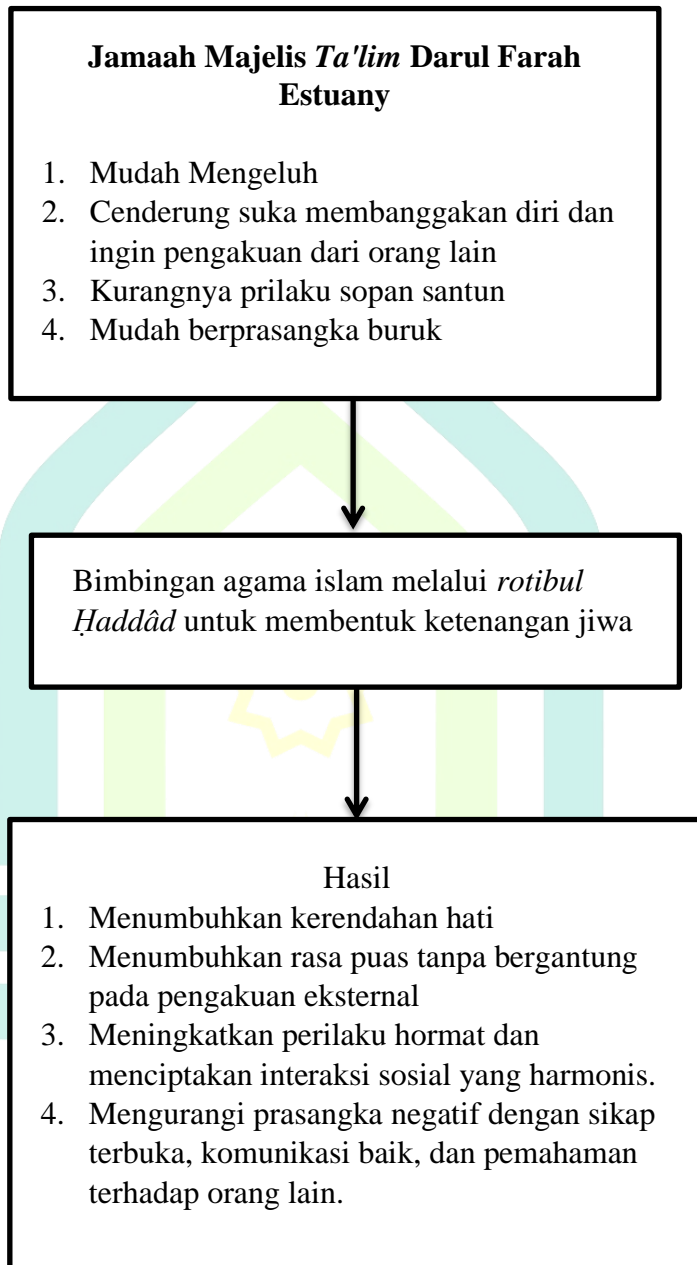 Jamaah Majelis Ta'lim Darul Farah
Estuany
1. Mudah Mengeluh
2. Cenderung suka membanggakan diri dan
ingin pengakuan dari orang lain
3. Kurangnya prilaku sopan santun
4. Mudah berprasangka buruk
Bimbingan agama islam melalui rotibul
Ḥaddâd untuk membentuk ketenangan jiwa
Hasil
1. Menumbuhkan kerendahan hati
2. Menumbuhkan rasa puas tanpa bergantung
pada pengakuan eksternal
3. Meningkatkan perilaku hormat dan
menciptakan interaksi sosial yang harmonis.
4. Mengurangi prasangka negatif dengan sikap
terbuka, komunikasi baik, dan pemahaman
terhadap orang lain.